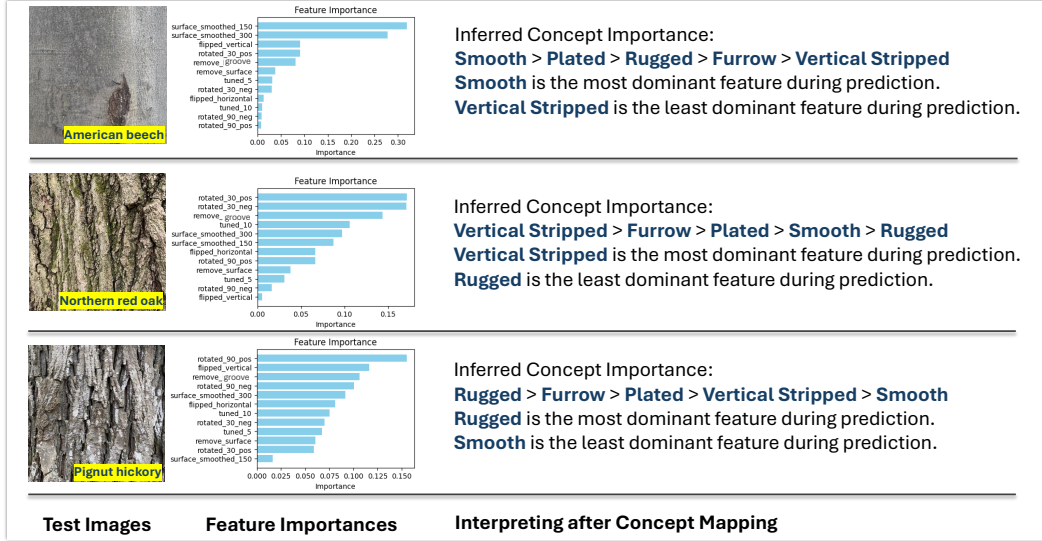 Feature Importance
surface_smoothed_150
surface_smoothed_300
flipped_vertical
rotated_30_pos
remove_groove
remove_surface
tuned_5
rotated_30_neg
flipped_horizontal
tuned_10
rotated_90_neg
rotated_90_pos
0.00 0.05 0.10 0.15 0.20 0.25 0.30
Importance
American beech
Inferred Concept Importance:
Smooth > Plated > Rugged > Furrow > Vertical Stripped
Smooth is the most dominant feature during prediction.
Vertical Stripped is the least dominant feature during prediction.
Feature Importance
rotated_30_pos
rotated_30_neg
remove_groove
tuned_10
surface_smoothed_300
surface_smoothed_150
flipped_horizontal
rotated_90_pos
remove_surface
tuned_5
rotated_90_neg
flipped_vertical
0.00 0.05 0.10 0.15
Importance
Northern red oak
Inferred Concept Importance:
Vertical Stripped > Furrow > Plated > Smooth > Rugged
Vertical Stripped is the most dominant feature during prediction.
Rugged is the least dominant feature during prediction.
Feature Importance
rotated_90_pos
flipped_vertical
remove_groove
rotated_90_neg
surface_smoothed_300
flipped_horizontal
tuned_10
rotated_30_neg
tuned_5
remove_surface
rotated_30_pos
surface_smoothed_150
0.000 0.025 0.050 0.075 0.100 0.125 0.150
Importance
Pignut hickory
Inferred Concept Importance:
Rugged > Furrow > Plated > Vertical Stripped > Smooth
Rugged is the most dominant feature during prediction.
Smooth is the least dominant feature during prediction.
Test Images
Feature Importances
Interpreting after Concept Mapping